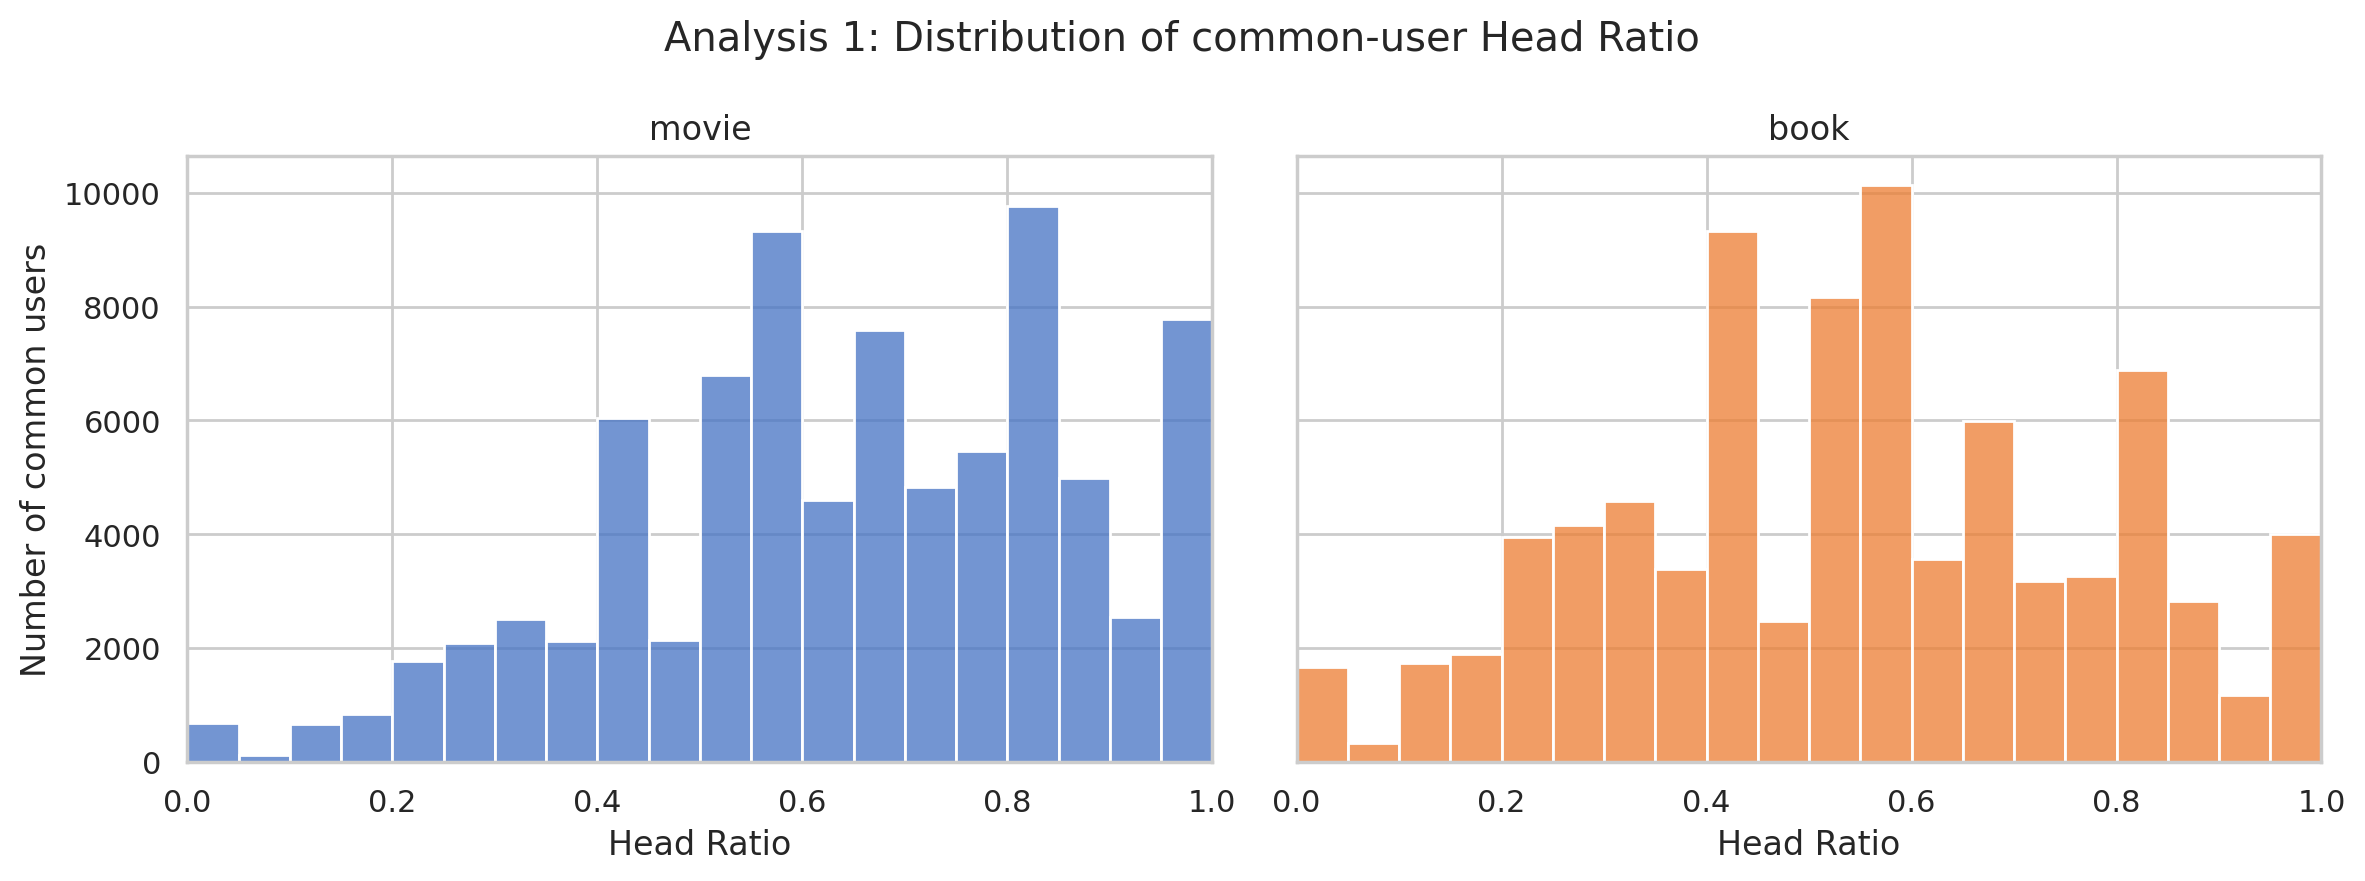 Analysis 1: Distribution of common-user Head Ratio
movie
book
Number of common users
10000
8000
6000
4000
2000
0
0.0 0.2 0.4 0.6 0.8 1.0
0.0 0.2 0.4 0.6 0.8 1.0
Head Ratio
Head Ratio